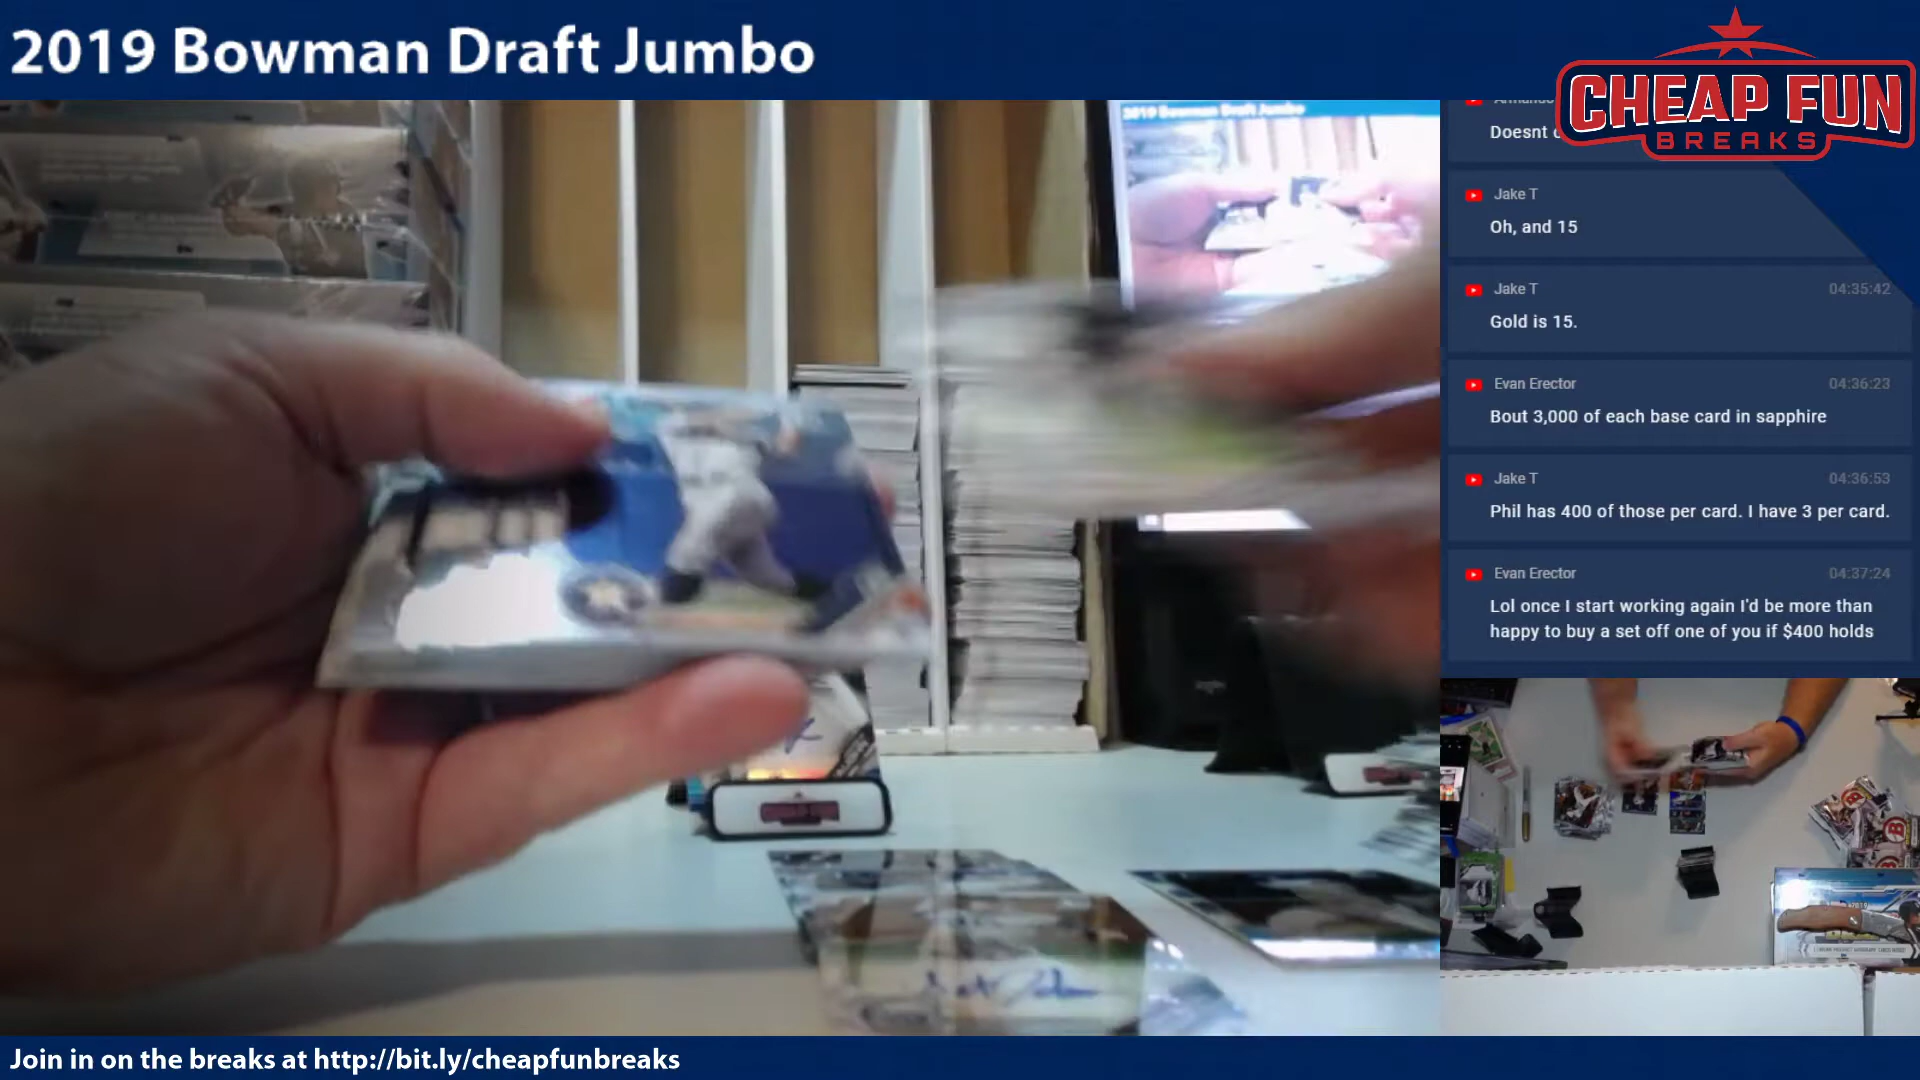 2019 Bowman Draft Jumbo
CHEAP FUN
BREAKS
2019 Bowman Draft Jumbo
Doesnt
Jake T
Oh, and 15
Jake T 04:35:42
Gold is 15.
Evan Erector 04:36:23
Bout 3,000 of each base card in sapphire
Jake T 04:36:53
Phil has 400 of those per card. I have 3 per card.
Evan Erector 04:37:24
Lol once I start working again I'd be more than
happy to buy a set off one of you if $400 holds
Join in on the breaks at http://bit.ly/cheapfunbreaks